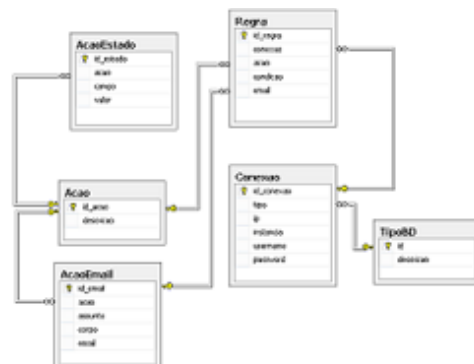 AcaoEstado
id_estado
acao
campo
valor
Regra
id_regra
conexao
acao
condicao
email
Acao
id_acao
descricao
Conexao
id_conexao
tipo
ip
instancia
username
password
TipoBD
id
descricao
AcaoEmail
id_email
acao
assunto
corpo
email